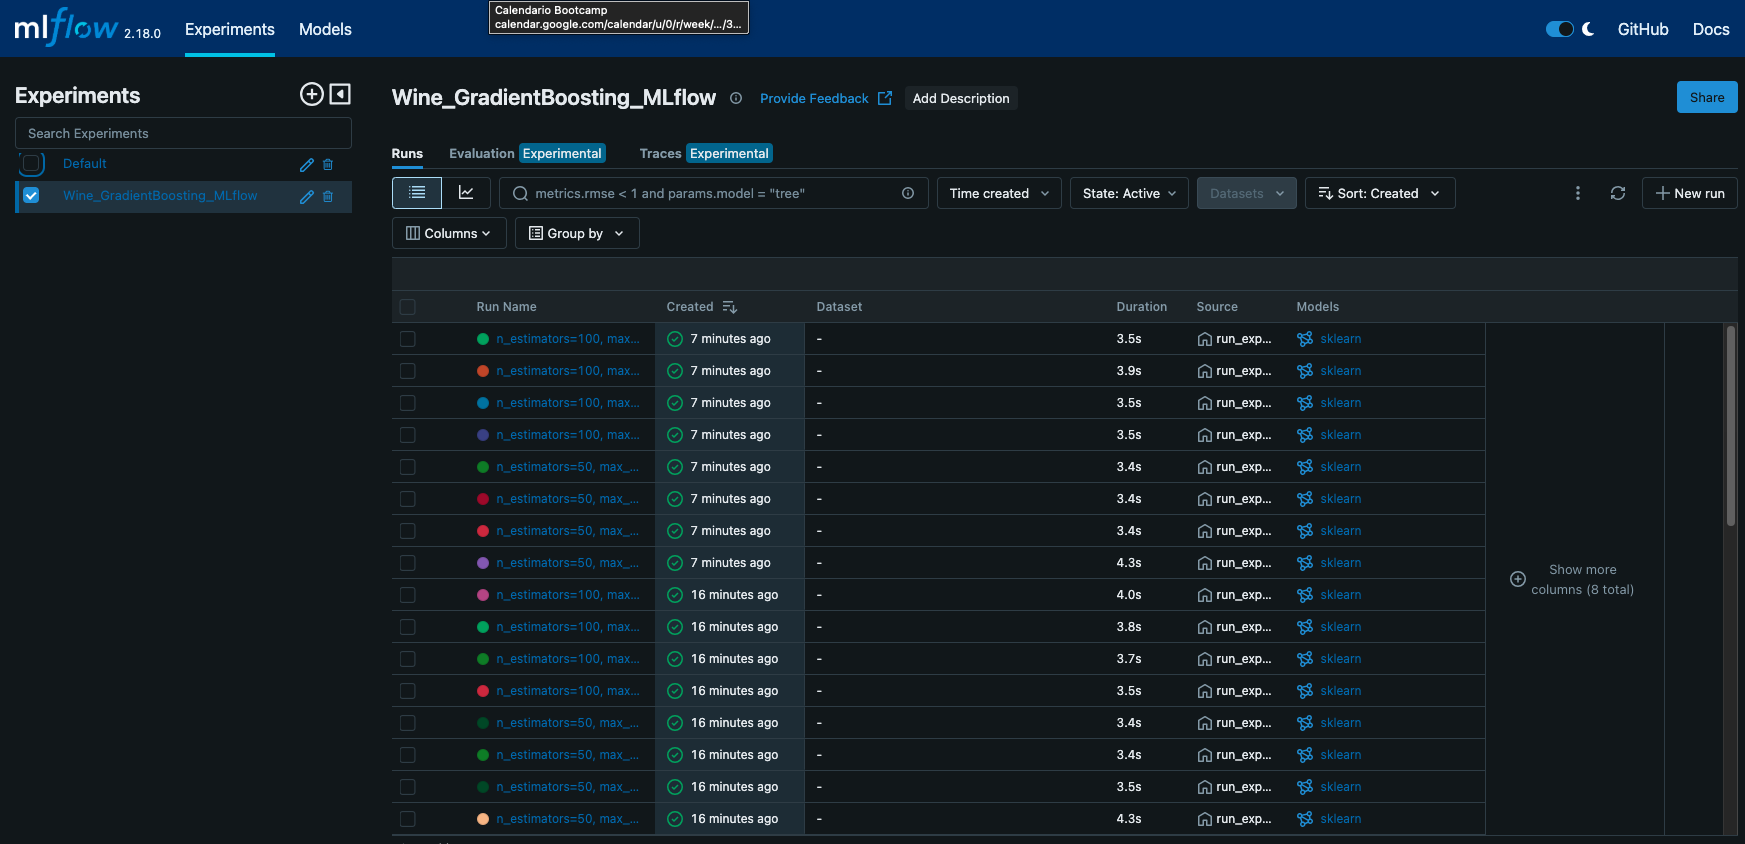 Calendario Bootcamp
calendar.google.com/calendar/u/0/r/week/.../3...
mlflow 2.18.0 Experiments Models GitHub Docs
Experiments
Search Experiments
Default
Wine_GradientBoosting_MLflow
Wine_GradientBoosting_MLflow Provide Feedback Add Description Share
Runs Evaluation Experimental Traces Experimental
metrics.rmse < 1 and params.model = "tree" Time created State: Active Datasets Sort: Created New run
Columns Group by
Run Name Created Dataset Duration Source Models
n_estimators=100, max... 7 minutes ago - 3.5s run_exp... sklearn
n_estimators=100, max... 7 minutes ago - 3.9s run_exp... sklearn
n_estimators=100, max... 7 minutes ago - 3.5s run_exp... sklearn
n_estimators=100, max... 7 minutes ago - 3.5s run_exp... sklearn
n_estimators=50, max_... 7 minutes ago - 3.4s run_exp... sklearn
n_estimators=50, max_... 7 minutes ago - 3.4s run_exp... sklearn
n_estimators=50, max_... 7 minutes ago - 3.4s run_exp... sklearn
n_estimators=50, max_... 7 minutes ago - 4.3s run_exp... sklearn
n_estimators=100, max... 16 minutes ago - 4.0s run_exp... sklearn
n_estimators=100, max... 16 minutes ago - 3.8s run_exp... sklearn
n_estimators=100, max... 16 minutes ago - 3.7s run_exp... sklearn
n_estimators=100, max... 16 minutes ago - 3.5s run_exp... sklearn
n_estimators=50, max_... 16 minutes ago - 3.4s run_exp... sklearn
n_estimators=50, max_... 16 minutes ago - 3.4s run_exp... sklearn
n_estimators=50, max_... 16 minutes ago - 3.5s run_exp... sklearn
n_estimators=50, max_... 16 minutes ago - 4.3s run_exp... sklearn
Show more
columns (8 total)